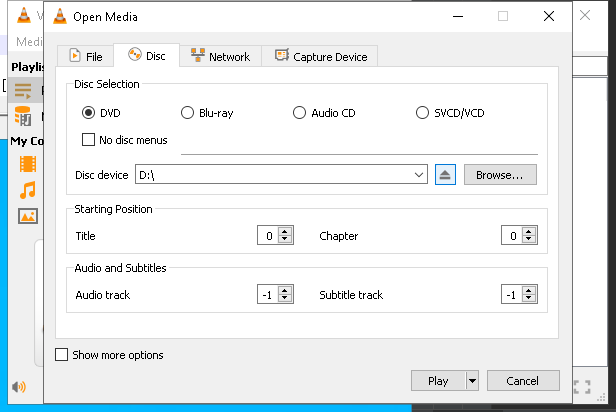 V
Open Media
Medi
File
Disc
Network
Capture Device
Playlis
Disc Selection
DVD
Blu-ray
Audio CD
SVCD/VCD
No disc menus
My Co
Disc device
D:\
Browse...
Starting Position
Title
0
Chapter
0
Audio and Subtitles
Audio track
-1
Subtitle track
-1
Show more options
Play
Cancel